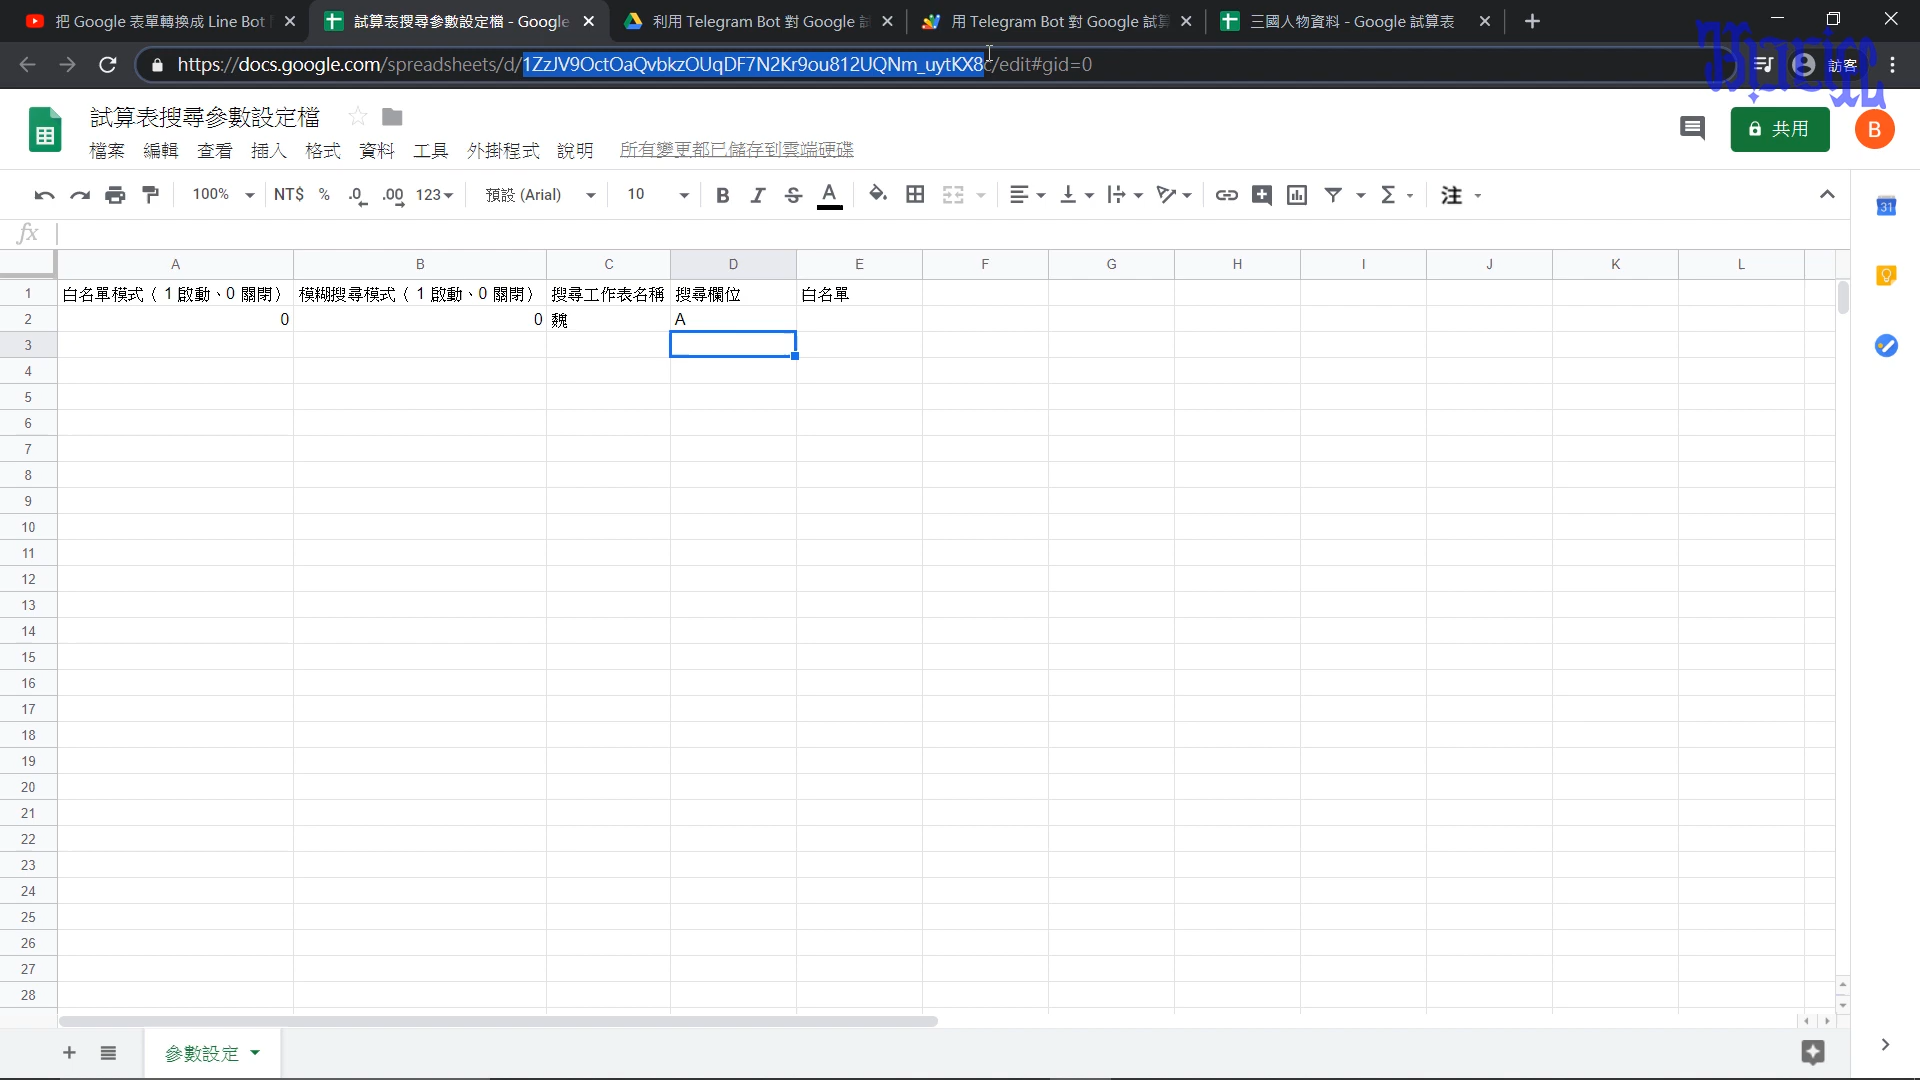 把 Google 表單轉換成 Line Bot
試算表搜尋參數設定檔 - Google
利用 Telegram Bot 對 Google 試
用 Telegram Bot 對 Google 試算
三國人物資料 - Google 試算表
https://docs.google.com/spreadsheets/d/1ZzJV9OctOaQvbkzOUqDF7N2Kr9ou812UQNm_uytKX8c/edit#gid=0
訪客
試算表搜尋參數設定檔
共用
B
檔案 編輯 查看 插入 格式 資料 工具 外掛程式 說明 所有變更都已儲存到雲端硬碟
100% NT$ % .0 .00 123 預設 (Arial) 10 B I S A Σ 注
31
fx
A B C D E F G H I J K L
1 白名單模式（1 啟動、0 關閉） 模糊搜尋模式（1 啟動、0 關閉） 搜尋工作表名稱 搜尋欄位 白名單
2 0 0 魏 A
3
4
5
6
7
8
9
10
11
12
13
14
15
16
17
18
19
20
21
22
23
24
25
26
27
28
參數設定